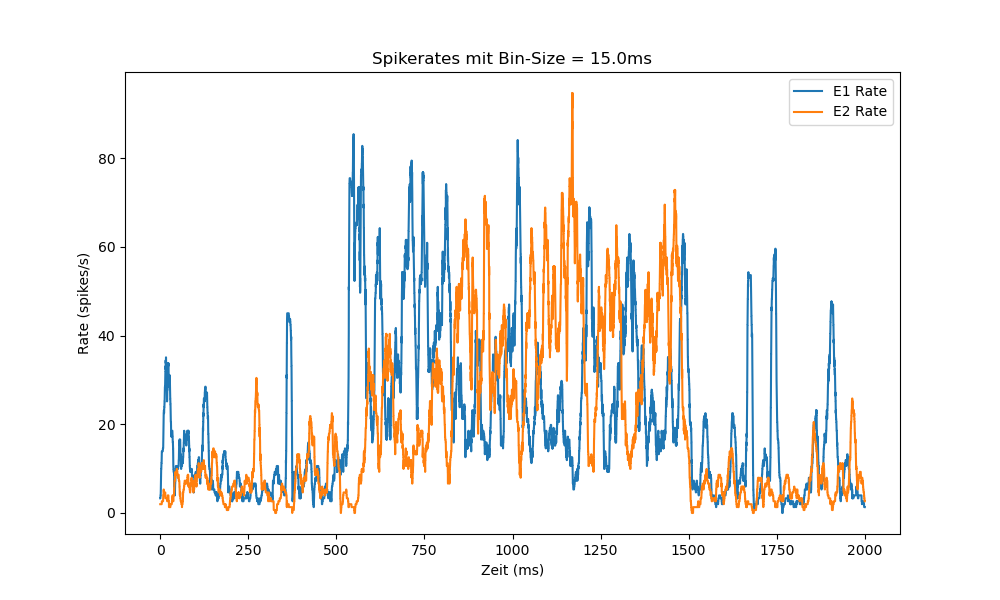 Spikerates mit Bin-Size = 15.0ms
E1 Rate
E2 Rate
80
60
40
20
0
Rate (spikes/s)
0 250 500 750 1000 1250 1500 1750 2000
Zeit (ms)